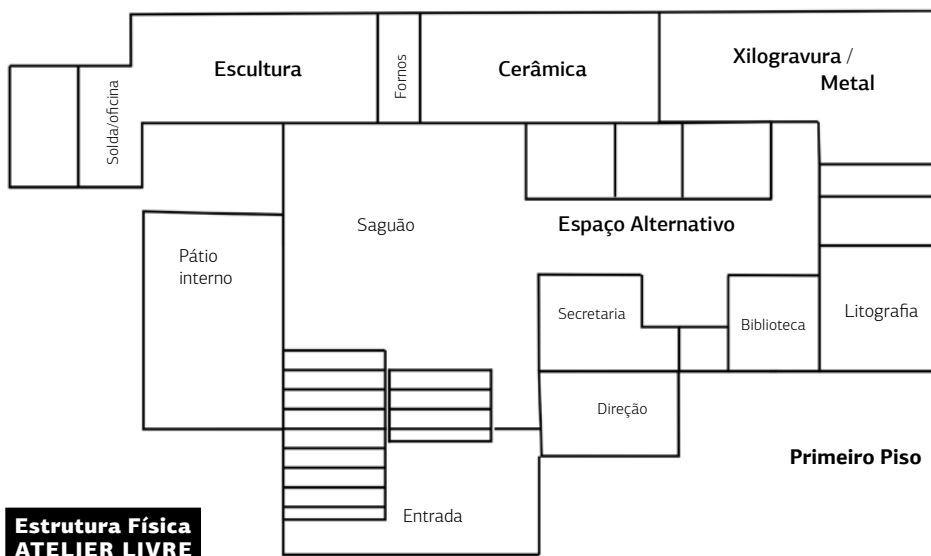 Escultura
Fornos
Cerâmica
Xilogravura /
Metal
Solda/oficina
Saguão
Espaço Alternativo
Pátio
interno
Secretaria
Biblioteca
Litografia
Direção
Primeiro Piso
Entrada
Estrutura Física
ATELIER LIVRE